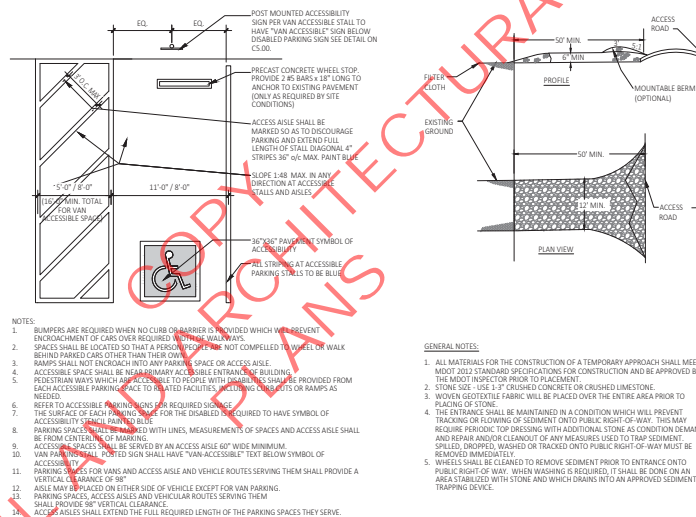 EQ.
EQ.
POST MOUNTED ACCESSIBILITY
SIGN PER VAN ACCESSIBLE STALL TO
HAVE "VAN ACCESSIBLE" SIGN BELOW
DISABLED PARKING SIGN SEE DETAIL ON
C5.00.
PRECAST CONCRETE WHEEL STOP.
PROVIDE 2 #5 BARS x 18" LONG TO
ANCHOR TO EXISTING PAVEMENT
(ONLY AS REQUIRED BY SITE
CONDITIONS)
ACCESS AISLE SHALL BE
MARKED SO AS TO DISCOURAGE
PARKING AND EXTEND FULL
LENGTH OF STALL DIAGONAL 4"
STRIPES 36" o/c MAX. PAINT BLUE
SLOPE 1:48 MAX. IN ANY
DIRECTION AT ACCESSIBLE
STALLS AND AISLES
O.C. MAX.
5'-0" / 8'-0"
11'-0" / 8'-0"
(16'-0" MIN. TOTAL
FOR VAN
ACCESSIBLE SPACE)
36"X36" PAVEMENT SYMBOL OF
ACCESSIBILITY
ALL STRIPING AT ACCESSIBLE
PARKING STALLS TO BE BLUE
NOTES:
1. BUMPERS ARE REQUIRED WHEN NO CURB OR BARRIER IS PROVIDED WHICH WILL PREVENT
ENCROACHMENT OF CARS OVER REQUIRED WIDTH OF WALKWAYS.
2. SPACES SHALL BE LOCATED SO THAT A PERSON/PEOPLE ARE NOT COMPELLED TO WHEEL OR WALK
BEHIND PARKED CARS OTHER THAN THEIR OWN.
3. RAMPS SHALL NOT ENCROACH INTO ANY PARKING SPACE OR ACCESS AISLE.
4. ACCESSIBLE SPACE SHALL BE NEAR PRIMARY ACCESSIBLE ENTRANCE OF BUILDING.
5. PEDESTRIAN WAYS WHICH ARE ACCESSIBLE TO PEOPLE WITH DISABILITIES SHALL BE PROVIDED FROM
EACH ACCESSIBLE PARKING SPACE TO RELATED FACILITIES, INCLUDING CURB CUTS OR RAMPS AS
NEEDED.
6. REFER TO ACCESSIBLE PARKING SIGNS FOR REQUIRED SIGNAGE
7. THE SURFACE OF EACH PARKING SPACE FOR THE DISABLED IS REQUIRED TO HAVE SYMBOL OF
ACCESSIBILITY STENCIL PAINTED BLUE
8. PARKING SPACES SHALL BE MARKED WITH LINES, MEASUREMENTS OF SPACES AND ACCESS AISLE SHALL
BE FROM CENTERLINE OF MARKING.
9. ACCESSIBLE SPACES SHALL BE SERVED BY AN ACCESS AISLE 60" WIDE MINIMUM.
10. VAN PARKING STALL POSTED SIGN SHALL HAVE "VAN-ACCESSIBLE" TEXT BELOW SYMBOL OF
ACCESSIBILITY
11. PARKING SPACES FOR VANS AND ACCESS AISLE AND VEHICLE ROUTES SERVING THEM SHALL PROVIDE A
VERTICAL CLEARANCE OF 98"
12. AISLE MAY BE PLACED ON EITHER SIDE OF VEHICLE EXCEPT FOR VAN PARKING.
13. PARKING SPACES, ACCESS AISLES AND VEHICULAR ROUTES SERVING THEM
SHALL PROVIDE 98" VERTICAL CLEARANCE.
14. ACCESS AISLES SHALL EXTEND THE FULL REQUIRED LENGTH OF THE PARKING SPACES THEY SERVE.
50' MIN.
5:1
ACCESS
ROAD
6" MIN
FILTER
CLOTH
PROFILE
MOUNTABLE BERM
(OPTIONAL)
EXISTING
GROUND
50' MIN.
12' MIN.
ACCESS
ROAD
PLAN VIEW
GENERAL NOTES:
1. ALL MATERIALS FOR THE CONSTRUCTION OF A TEMPORARY APPROACH SHALL MEE
MDOT 2012 STANDARD SPECIFICATIONS FOR CONSTRUCTION AND BE APPROVED B
THE MDOT INSPECTOR PRIOR TO PLACEMENT.
2. STONE SIZE - USE 1-3" CRUSHED CONCRETE OR CRUSHED LIMESTONE.
3. WOVEN GEOTEXTILE FABRIC WILL BE PLACED OVER THE ENTIRE AREA PRIOR TO
PLACING OF STONE.
4. THE ENTRANCE SHALL BE MAINTAINED IN A CONDITION WHICH WILL PREVENT
TRACKING OR FLOWING OF SEDIMENT ONTO PUBLIC RIGHT-OF-WAY. THIS MAY
REQUIRE PERIODIC TOP DRESSING WITH ADDITIONAL STONE AS CONDITION DEMA
AND REPAIR AND/OR CLEANOUT OF ANY MEASURES USED TO TRAP SEDIMENT.
SPILLED, DROPPED, WASHED OR TRACKED ONTO PUBLIC RIGHT-OF-WAY MUST BE
REMOVED IMMEDIATELY.
5. WHEELS SHALL BE CLEANED TO REMOVE SEDIMENT PRIOR TO ENTRANCE ONTO
PUBLIC RIGHT-OF-WAY. WHEN WASHING IS REQUIRED, IT SHALL BE DONE ON AN
AREA STABILIZED WITH STONE AND WHICH DRAINS INTO AN APPROVED SEDIMENT
TRAPPING DEVICE.
COPY
AND ARCHITECTURA
PLANS